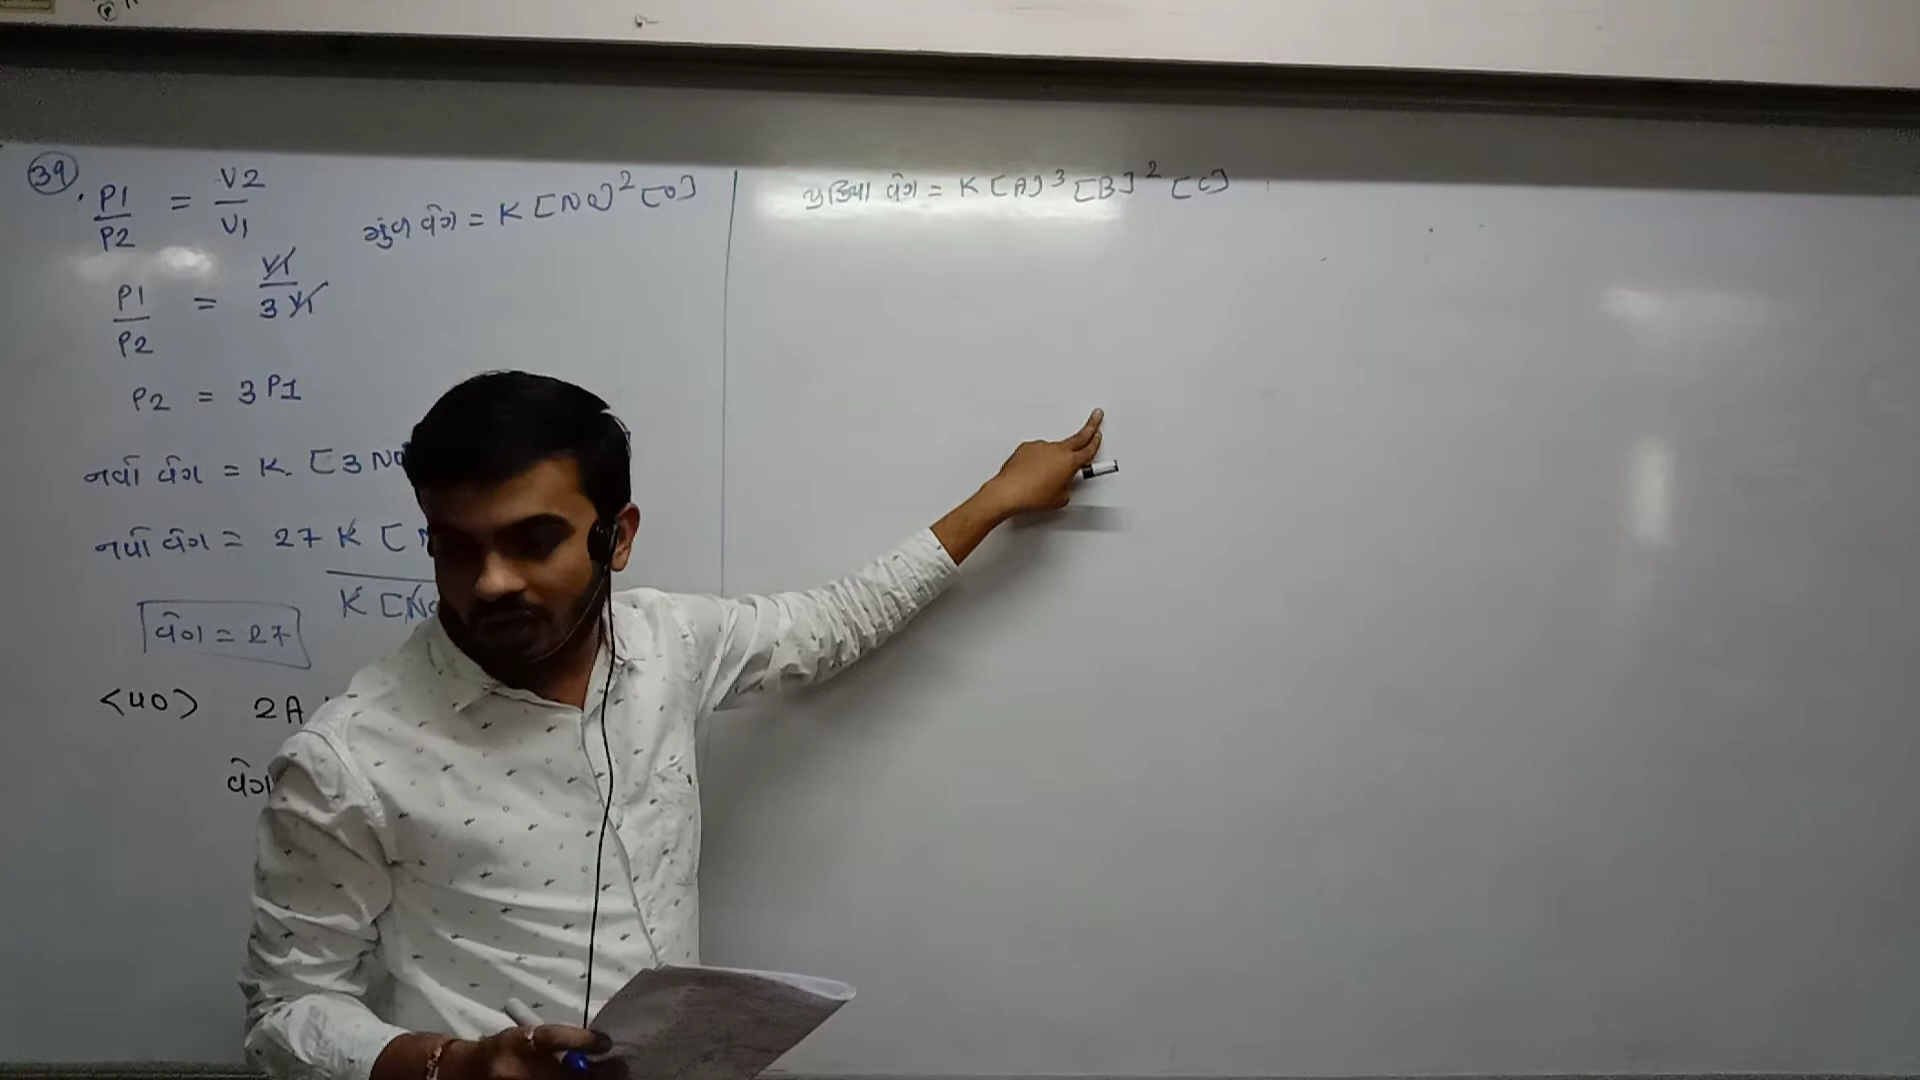 39.
P1/P2 = V2/V1
મુળ વેગ = K [NO]² [O]
P1/P2 = V1/3V1
P2 = 3P1
નવો વેગ = K. [3 NO
નવો વેગ = 27 K [N
K [NO
વેગ = 27
<40> 2A
વેગ
પ્રક્રિયા વેગ = K [A]³ [B]² [C]